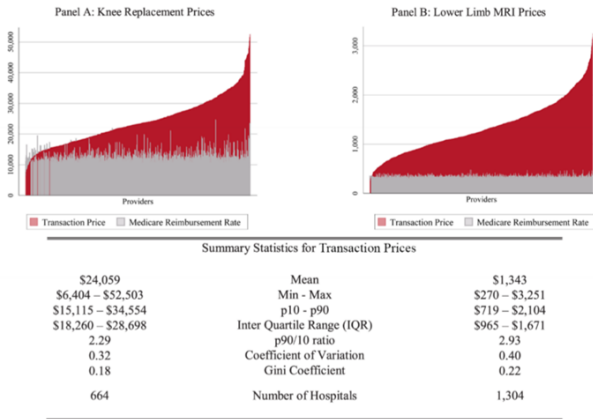 Panel A: Knee Replacement Prices
Panel B: Lower Limb MRI Prices
50,000
40,000
30,000
20,000
10,000
0
3,000
2,000
1,000
0
Providers
Providers
Transaction Price Medicare Reimbursement Rate
Transaction Price Medicare Reimbursement Rate
Summary Statistics for Transaction Prices
$24,059 Mean $1,343
$6,404 – $52,503 Min - Max $270 – $3,251
$15,115 – $34,554 p10 - p90 $719 – $2,104
$18,260 – $28,698 Inter Quartile Range (IQR) $965 – $1,671
2.29 p90/10 ratio 2.93
0.32 Coefficient of Variation 0.40
0.18 Gini Coefficient 0.22
664 Number of Hospitals 1,304